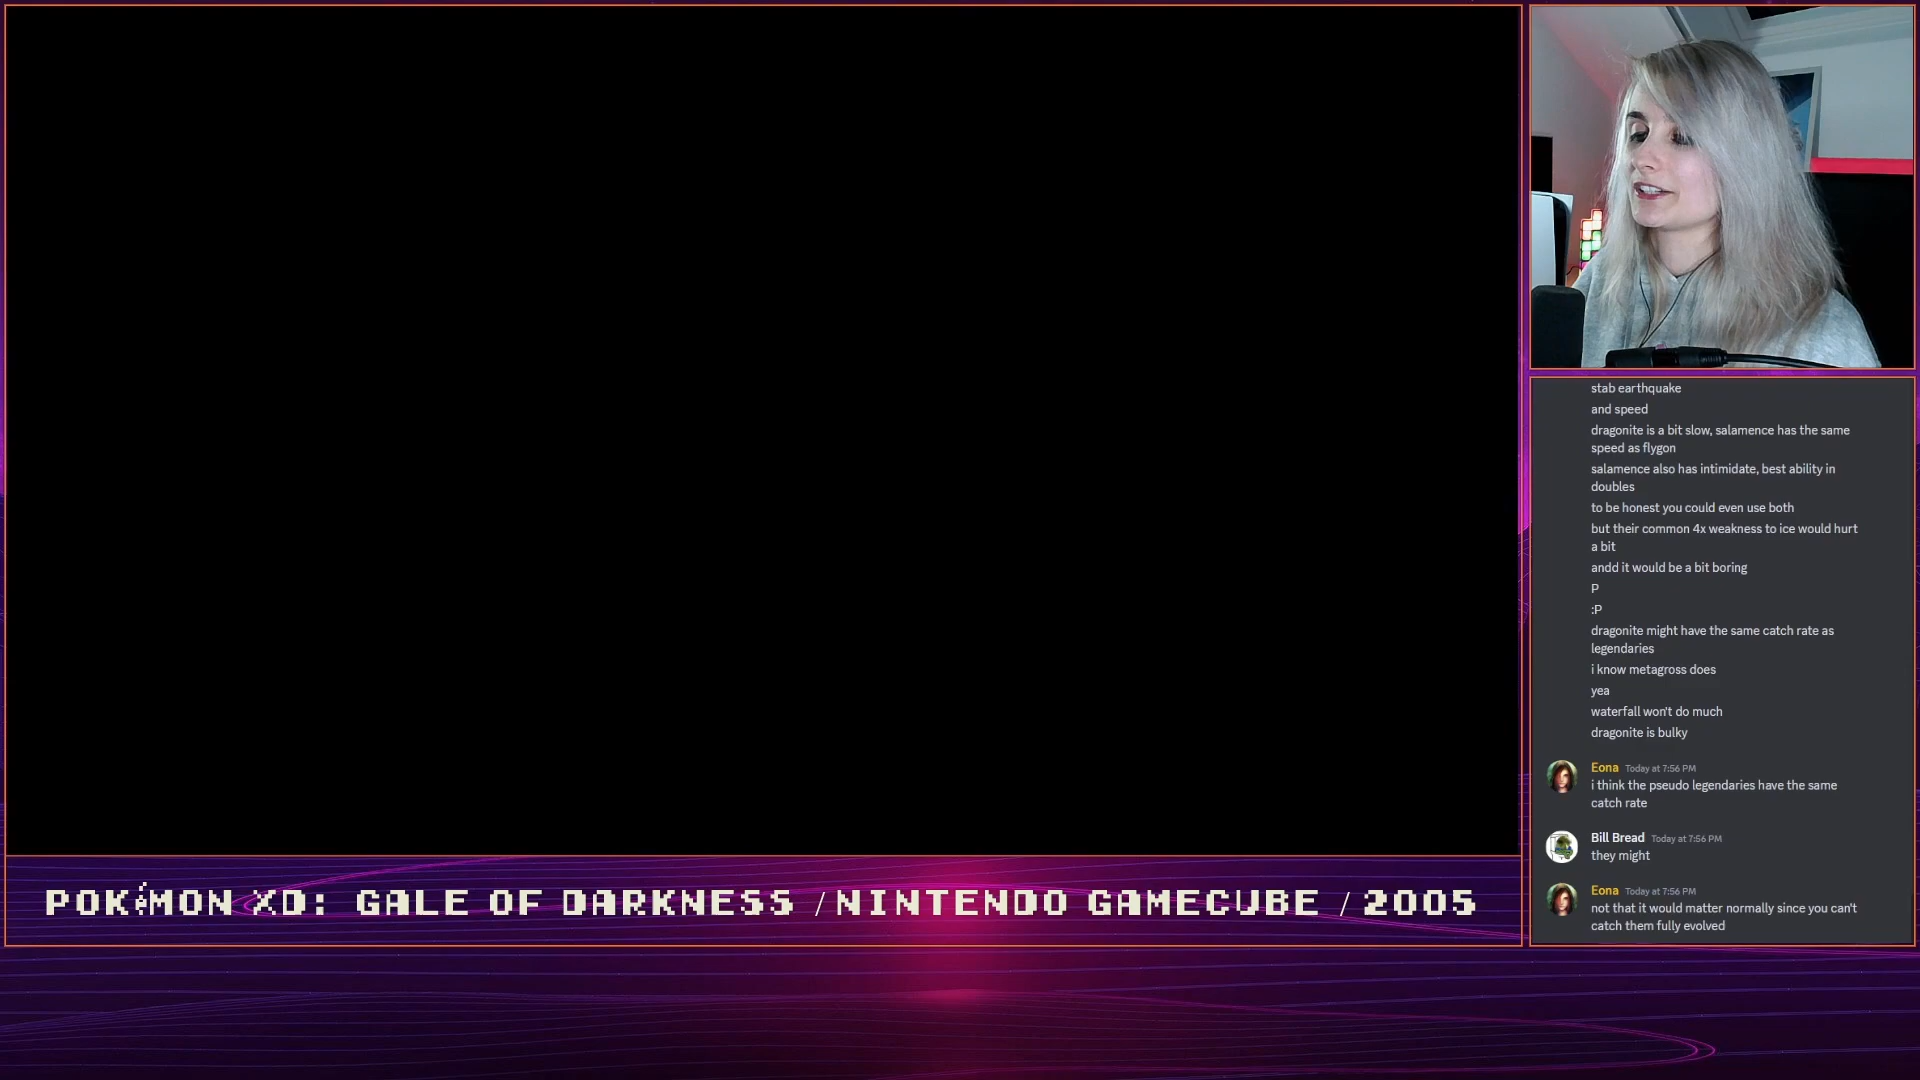 stab earthquake
and speed
dragonite is a bit slow, salamence has the same
speed as flygon
salamence also has intimidate, best ability in
doubles
to be honest you could even use both
but their common 4x weakness to ice would hurt
a bit
andd it would be a bit boring
P
:P
dragonite might have the same catch rate as
legendaries
i know metagross does
yea
waterfall won't do much
dragonite is bulky
Eona Today at 7:56 PM
i think the pseudo legendaries have the same
catch rate
Bill Bread Today at 7:56 PM
they might
Eona Today at 7:56 PM
not that it would matter normally since you can't
catch them fully evolved
POKéMON XD: GALE OF DARKNESS / NINTENDO GAMECUBE / 2005